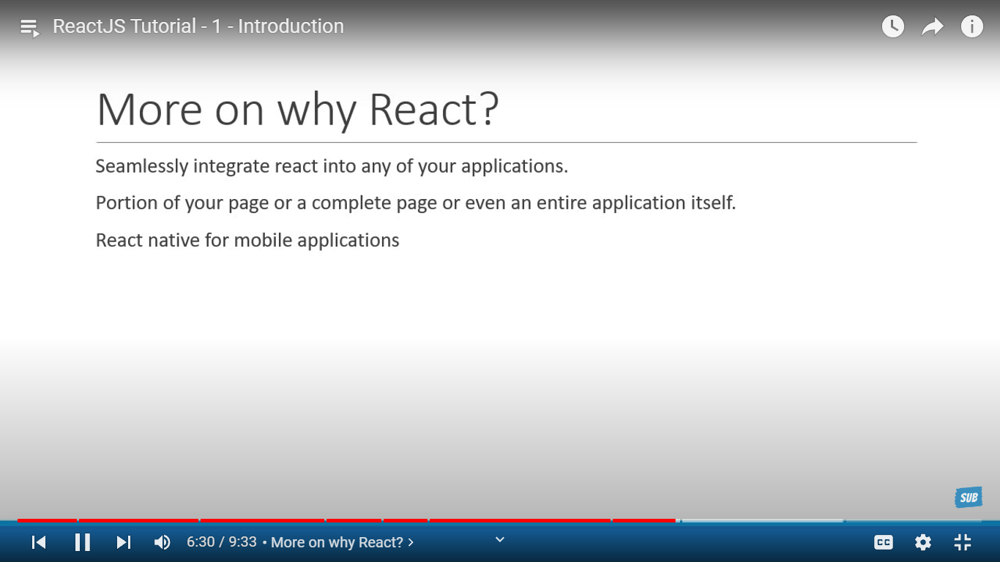 ReactJS Tutorial - 1 - Introduction
More on why React?
Seamlessly integrate react into any of your applications.
Portion of your page or a complete page or even an entire application itself.
React native for mobile applications
SUB
6:30 / 9:33 • More on why React? ›
CC